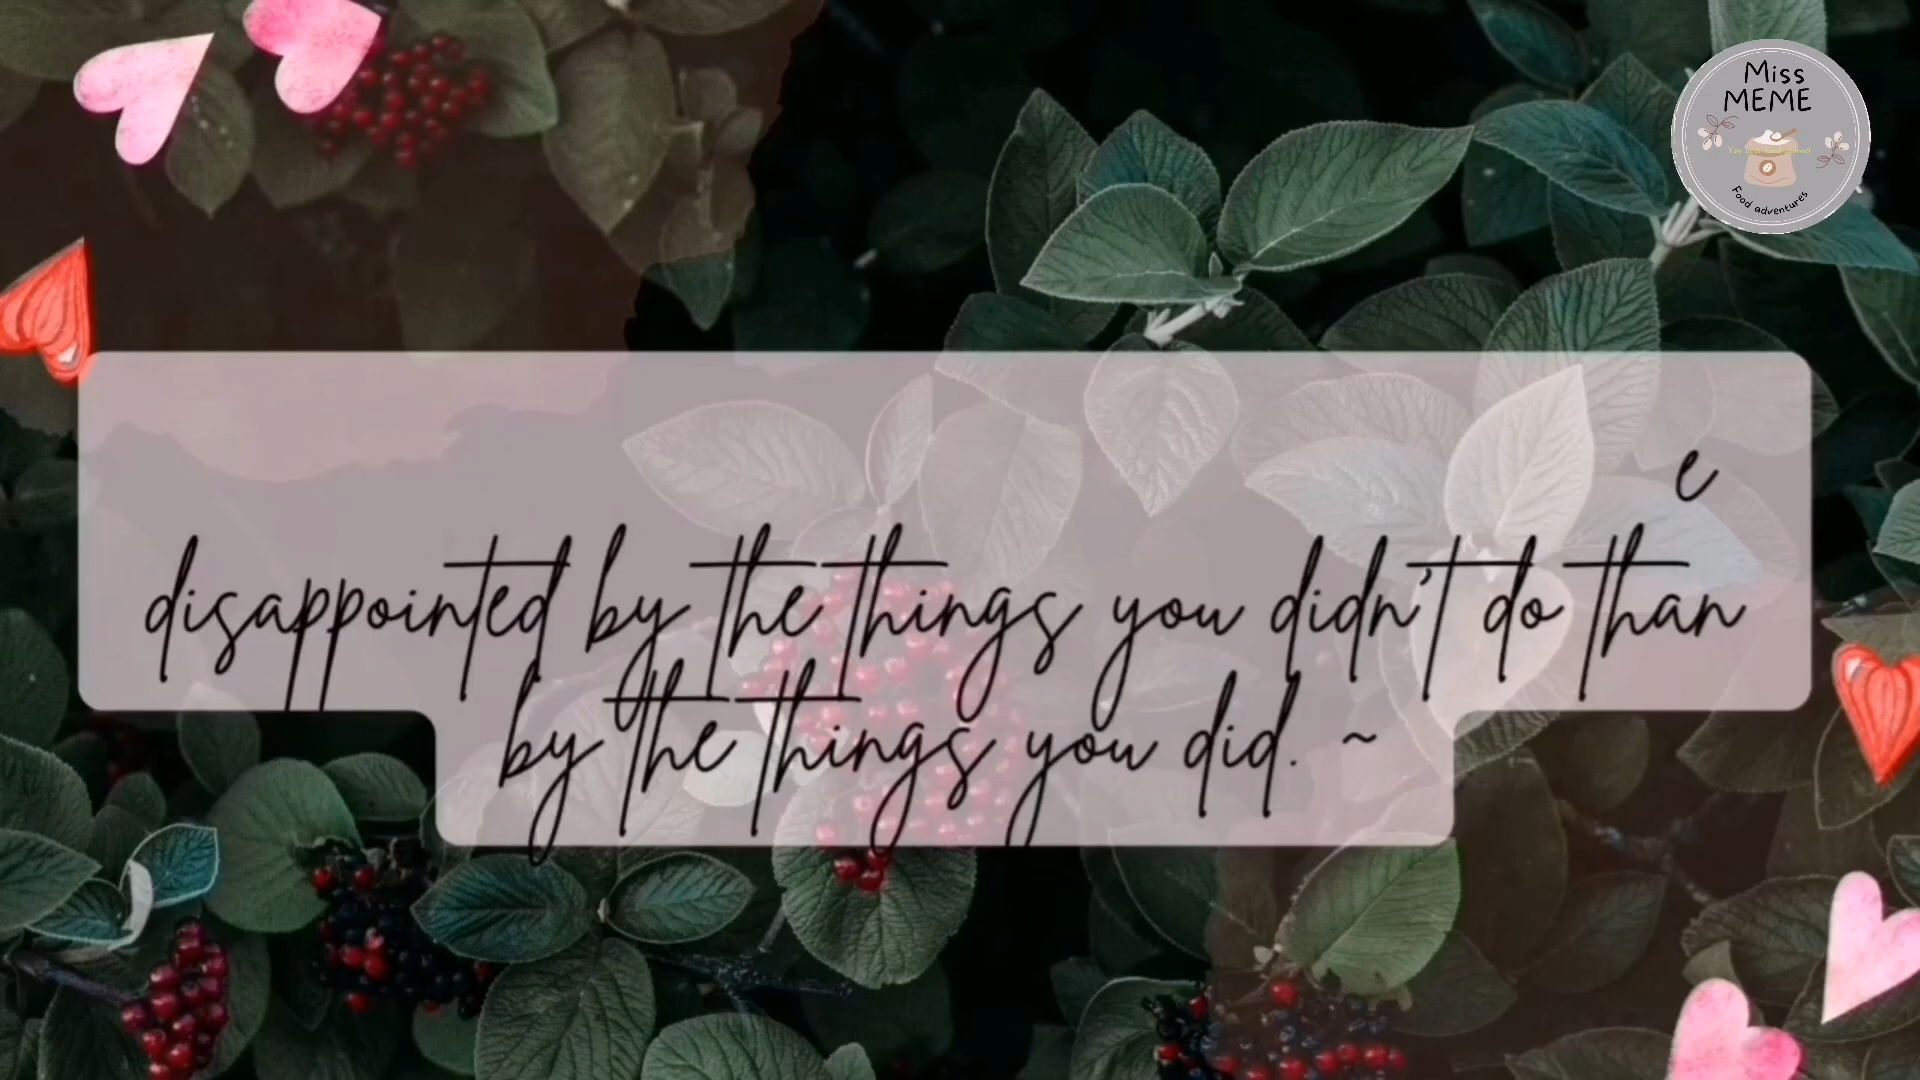 Miss
MEME
Food adventures
e
disappointed by the things you didn't do than
by the things you did. ~